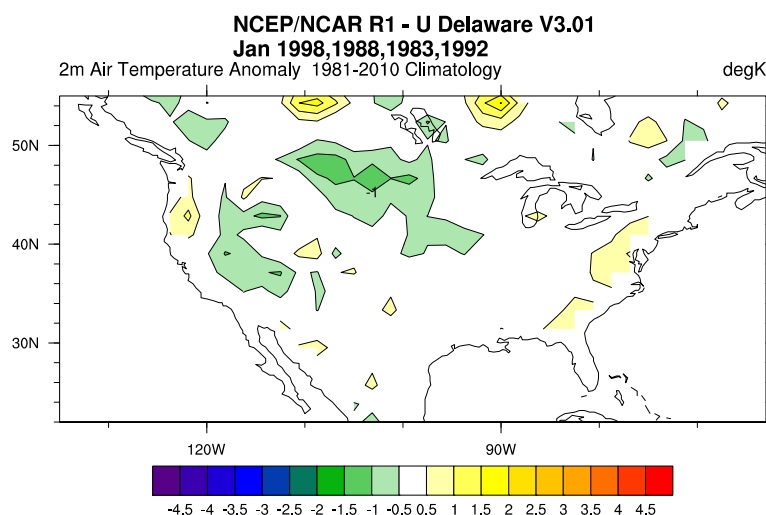 NCEP/NCAR R1 - U Delaware V3.01
Jan 1998,1988,1983,1992
2m Air Temperature Anomaly 1981-2010 Climatology degK
50N
40N
30N
120W 90W
-4.5 -4 -3.5 -3 -2.5 -2 -1.5 -1 -0.5 0.5 1 1.5 2 2.5 3 3.5 4 4.5
-1